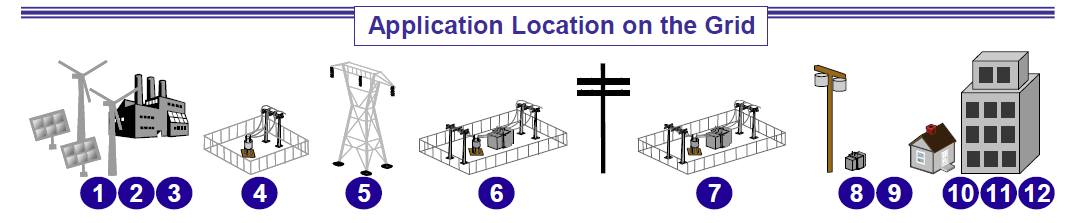 Application Location on the Grid
1 2 3 4 5 6 7 8 9 10 11 12